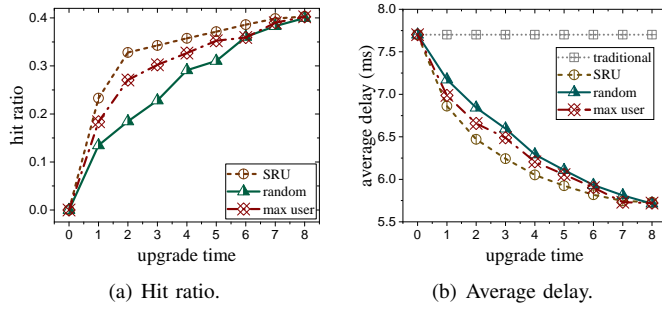 0.4
0.3
0.2
0.1
0.0
hit ratio
SRU
random
max user
0 1 2 3 4 5 6 7 8
upgrade time
(a) Hit ratio.
8.0
7.5
7.0
6.5
6.0
5.5
average delay (ms)
traditional
SRU
random
max user
0 1 2 3 4 5 6 7 8
upgrade time
(b) Average delay.